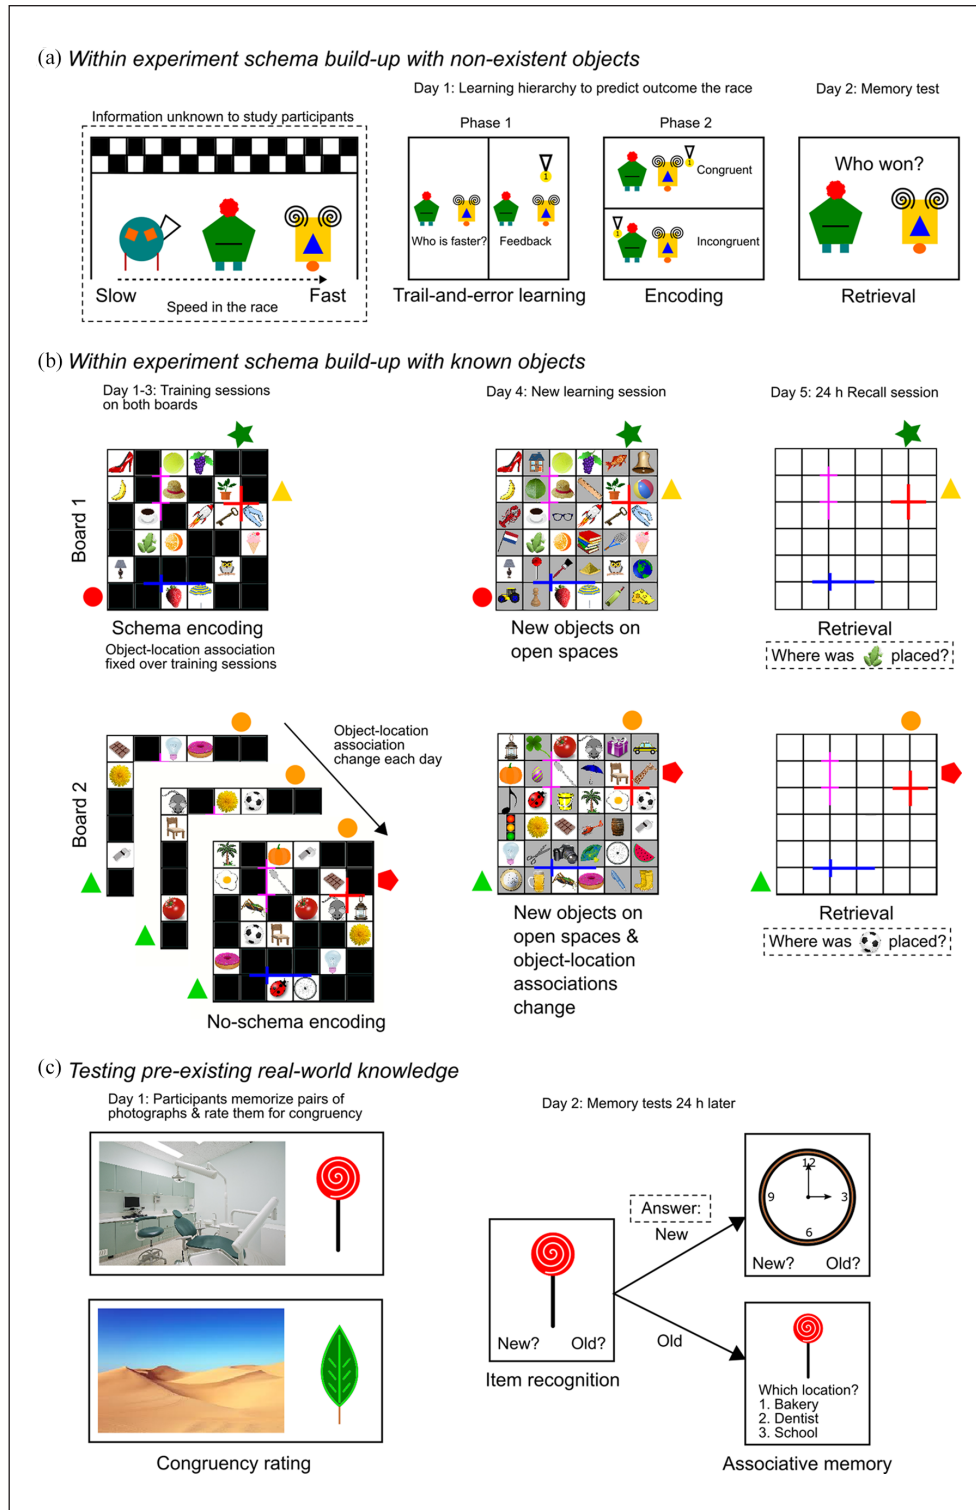 (a) Within experiment schema build-up with non-existent objects
Information unknown to study participants
Slow
Fast
Speed in the race
Day 1: Learning hierarchy to predict outcome the race
Phase 1
Phase 2
1
Who is faster?
Feedback
1
Congruent
1
Incongruent
Trail-and-error learning
Encoding
Day 2: Memory test
Who won?
Retrieval
(b) Within experiment schema build-up with known objects
Day 1-3: Training sessions
on both boards
Day 4: New learning session
Day 5: 24 h Recall session
Board 1
Schema encoding
Object-location association
fixed over training sessions
New objects on
open spaces
Retrieval
Where was placed?
Board 2
Object-location
association
change each day
No-schema encoding
New objects on
open spaces &
object-location
associations
change
Retrieval
Where was placed?
(c) Testing pre-existing real-world knowledge
Day 1: Participants memorize pairs of
photographs & rate them for congruency
Congruency rating
Day 2: Memory tests 24 h later
New? Old?
Item recognition
Answer:
New
Old
12
9 3
6
New? Old?
Which location?
1. Bakery
2. Dentist
3. School
Associative memory